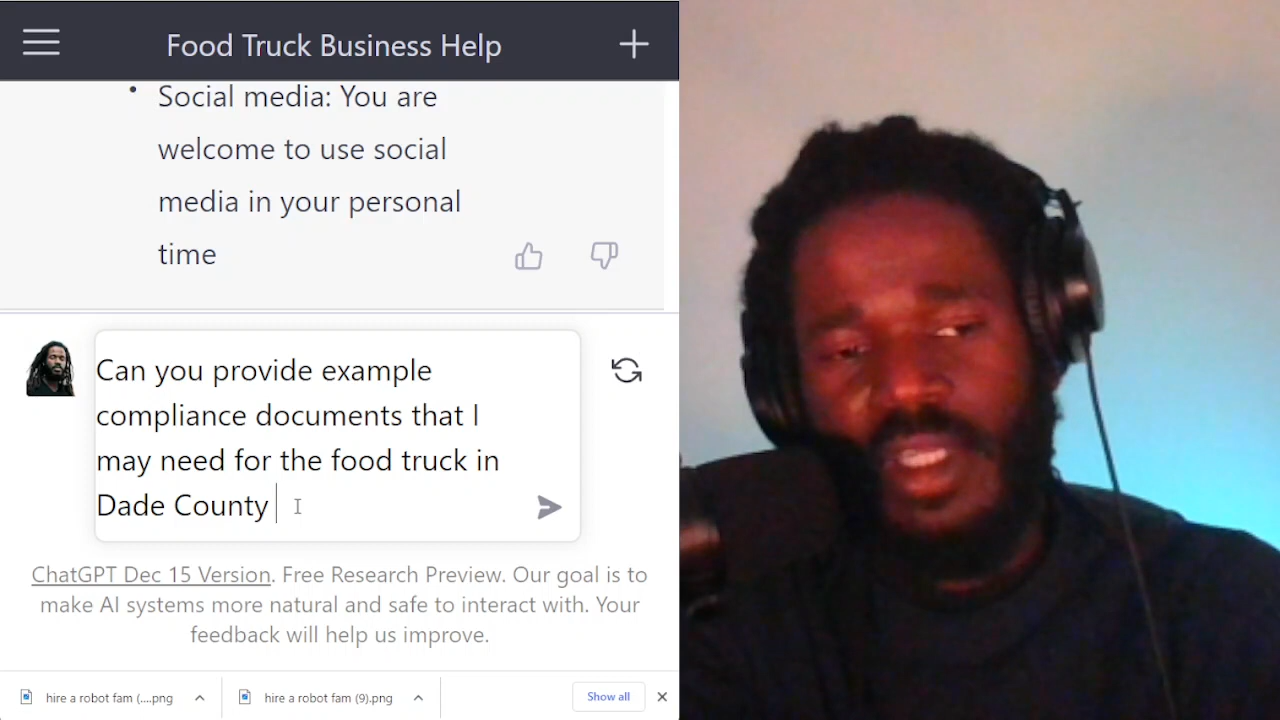 Food Truck Business Help
• Social media: You are
welcome to use social
media in your personal
time
Can you provide example
compliance documents that I
may need for the food truck in
Dade County
ChatGPT Dec 15 Version. Free Research Preview. Our goal is to
make AI systems more natural and safe to interact with. Your
feedback will help us improve.
hire a robot fam (....png
hire a robot fam (9).png
Show all